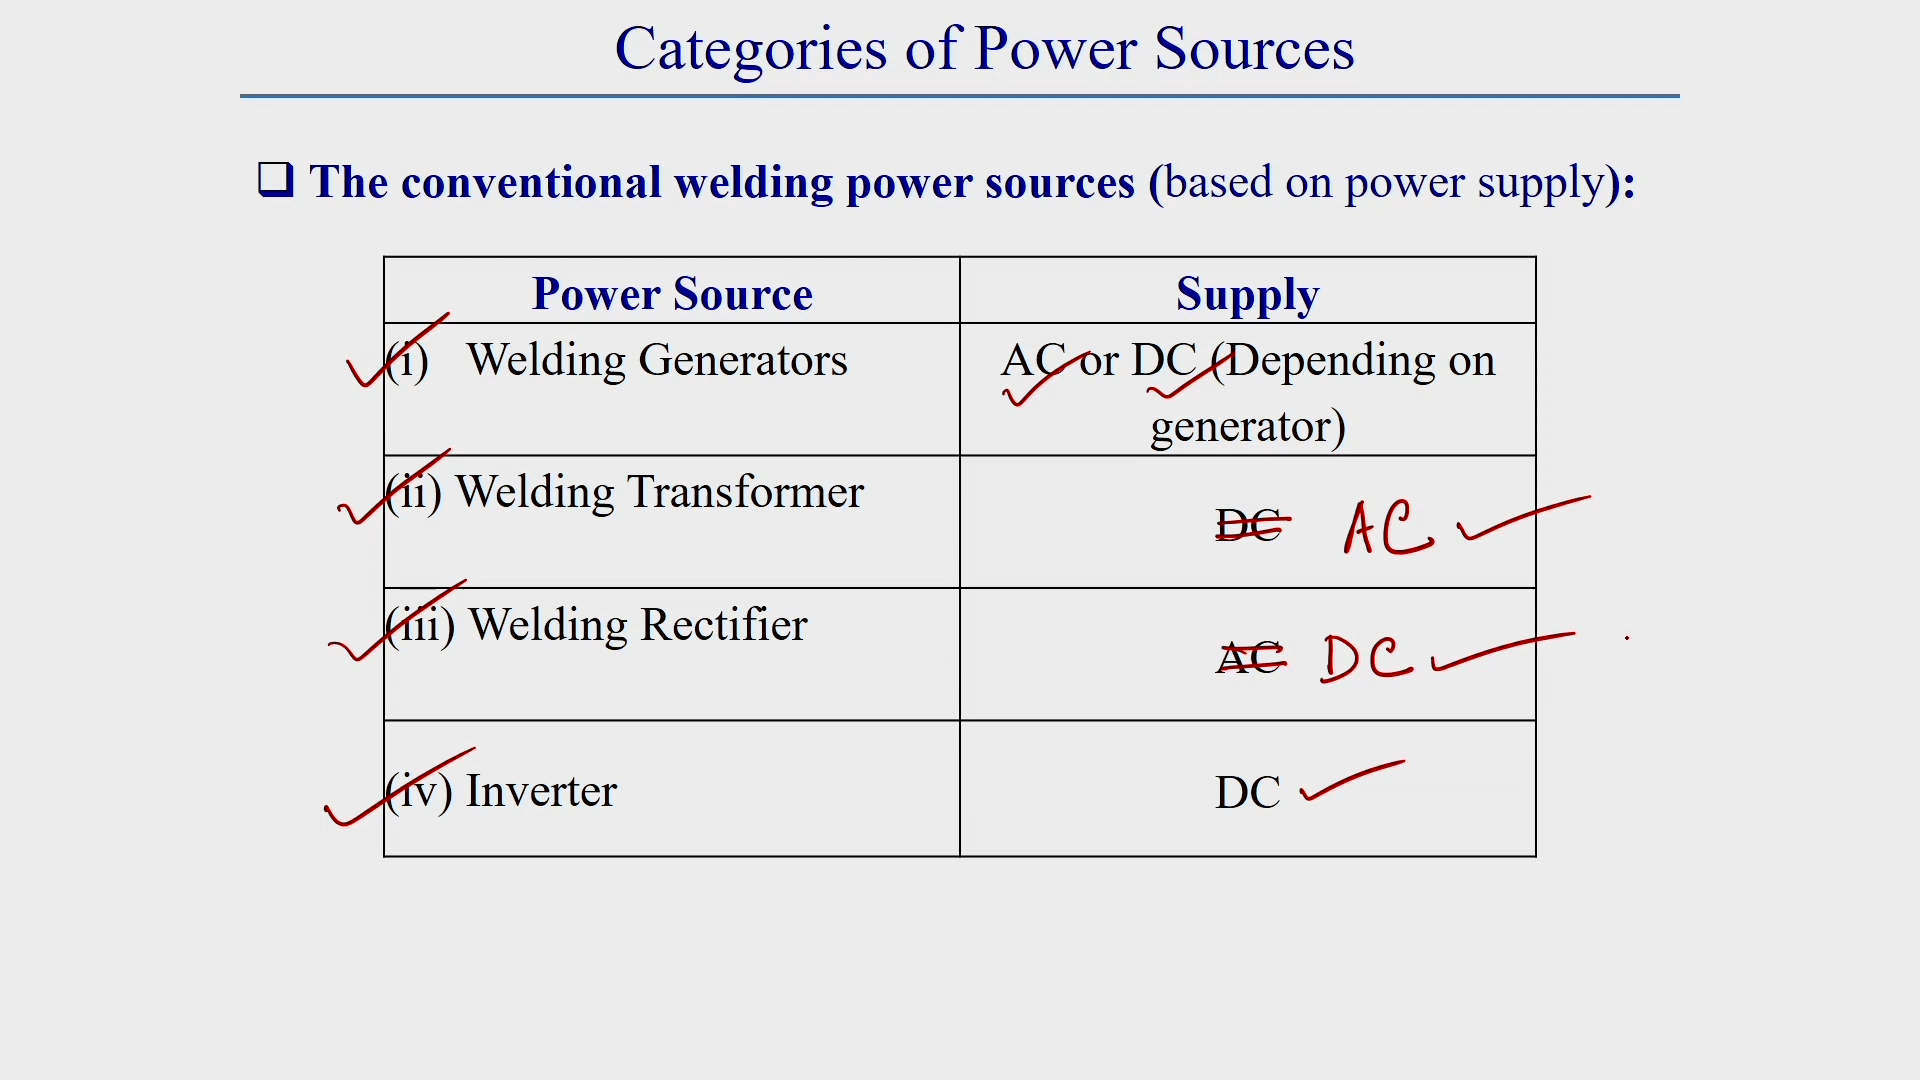 Categories of Power Sources
❑ The conventional welding power sources (based on power supply):
Power Source Supply
(i) Welding Generators AC or DC (Depending on
generator)
(ii) Welding Transformer DC AC
(iii) Welding Rectifier AC DC
(iv) Inverter DC